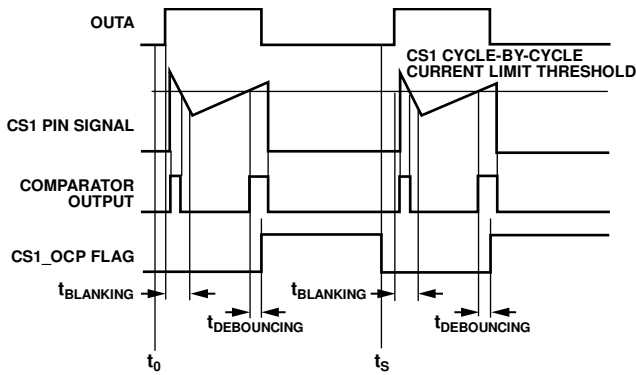 OUTA
CS1 CYCLE-BY-CYCLE
CURRENT LIMIT THRESHOLD
CS1 PIN SIGNAL
COMPARATOR
OUTPUT
CS1_OCP FLAG
tBLANKING
tBLANKING
tDEBOUNCING
tDEBOUNCING
t0
tS